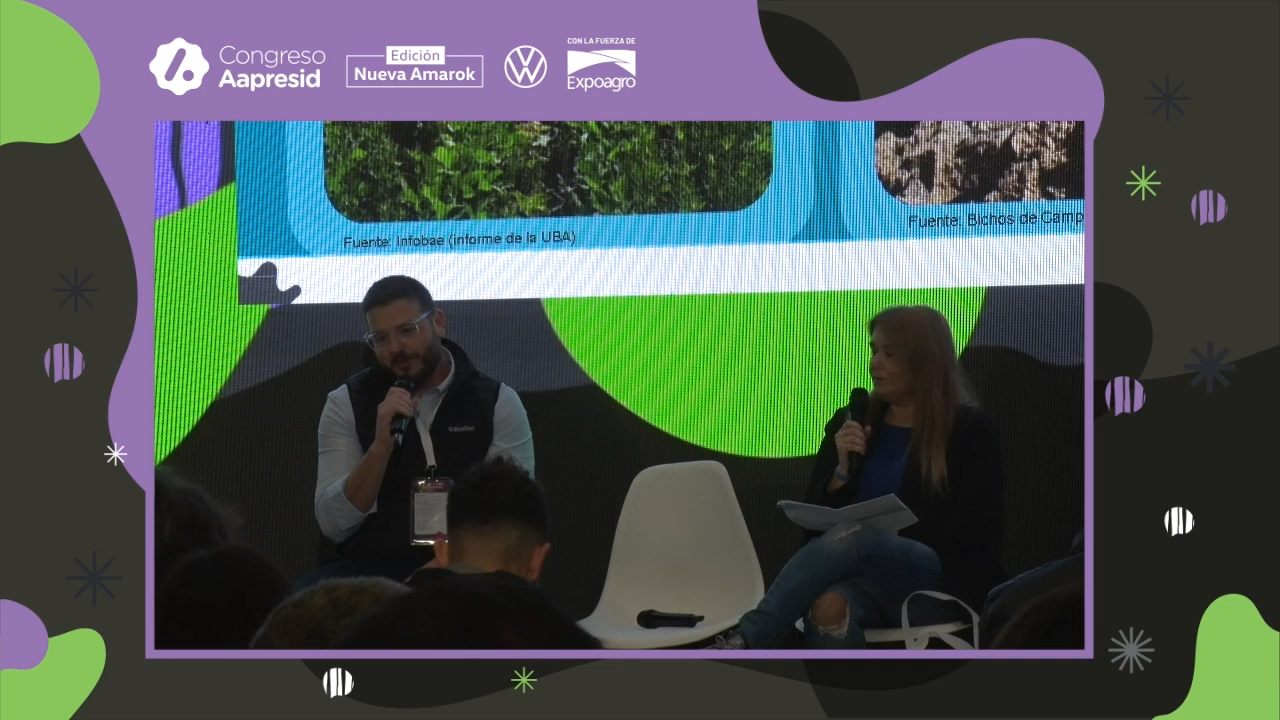 Congreso
Aapresid
Edición
Nueva Amarok
CON LA FUERZA DE
Expoagro
Fuente: Infobae (informe de la UBA)
Fuente: Bichos de Camp